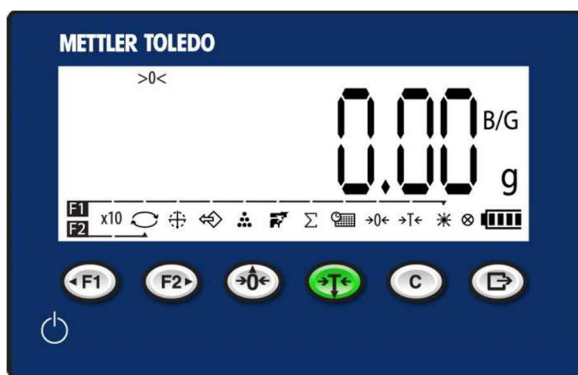 METTLER TOLEDO
>0<
0.00 B/G
g
F1
x10 Σ →0← →T←
F2
F1 F2 →0← →T← C